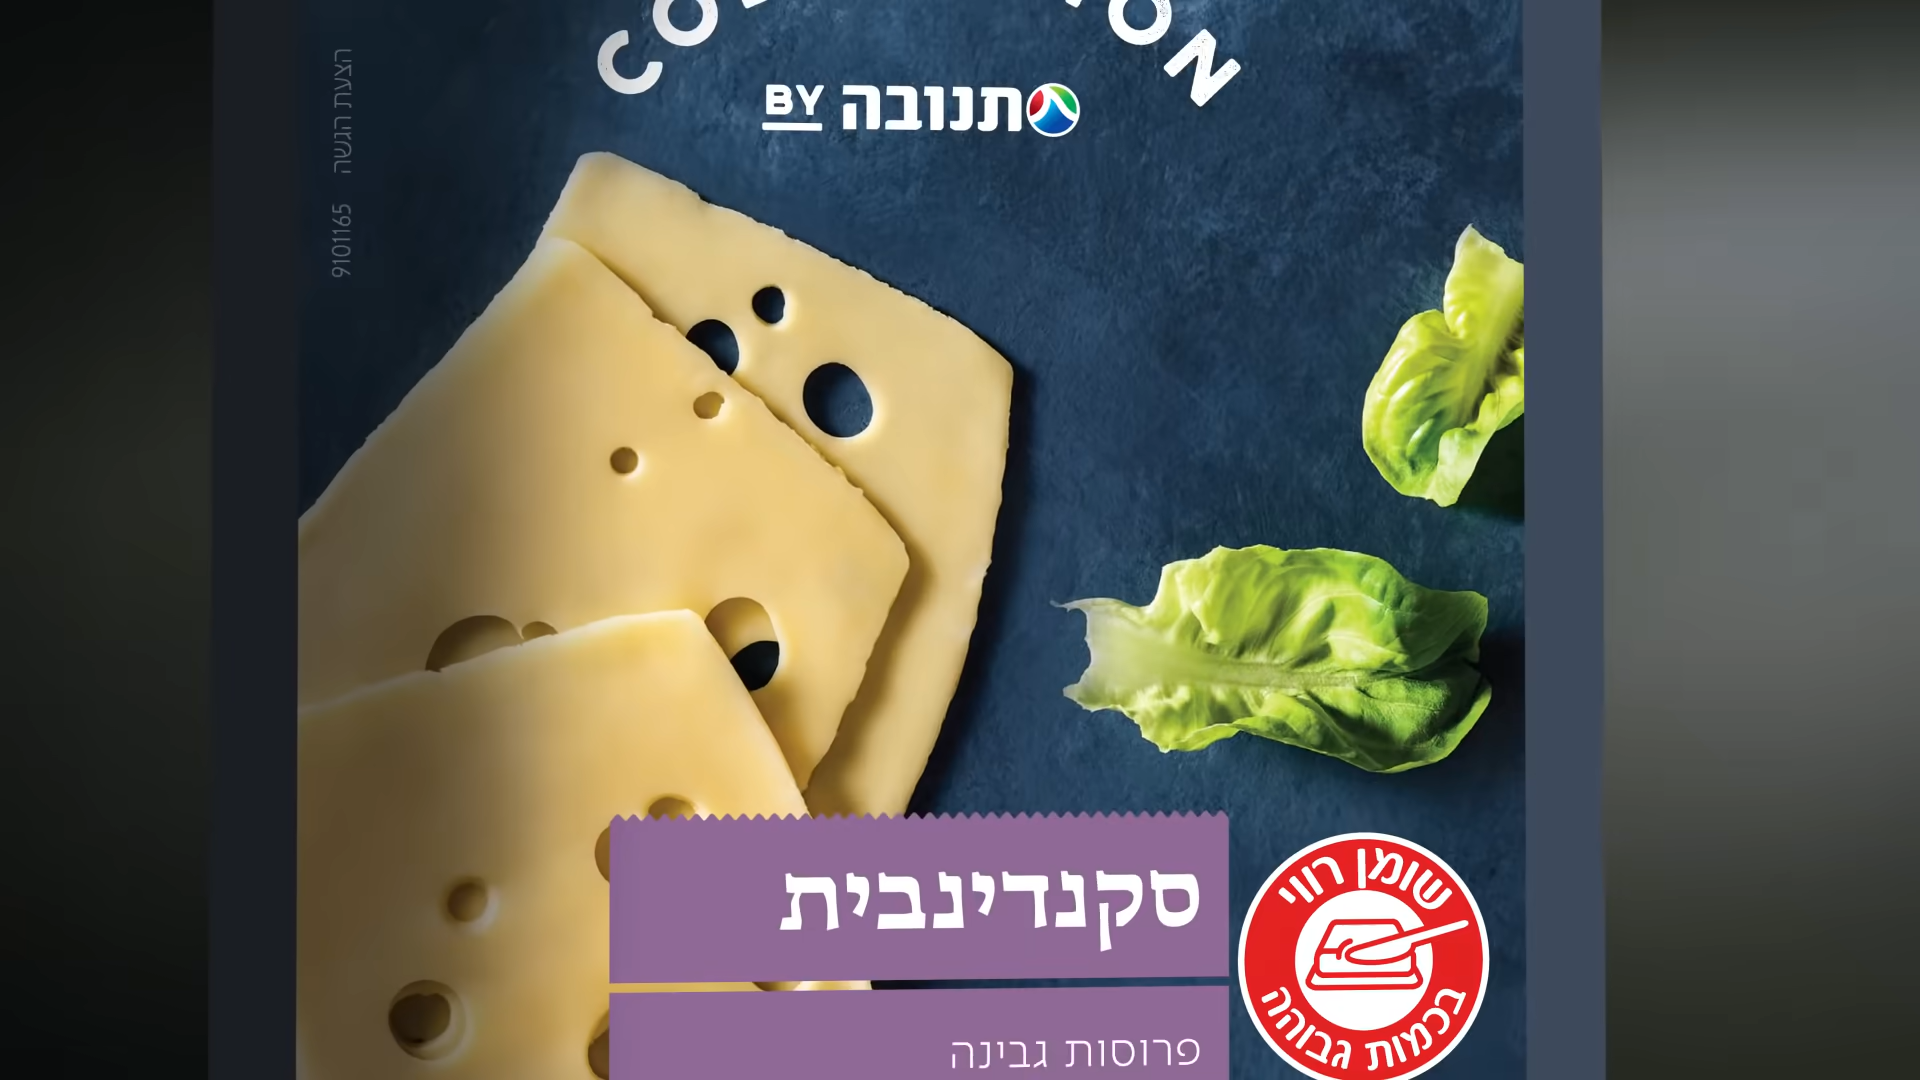 BY תנובה
הצעת הגשה 9101165
סקנדינבית
פרוסות גבינה
שומן רווי
בכמות גבוהה